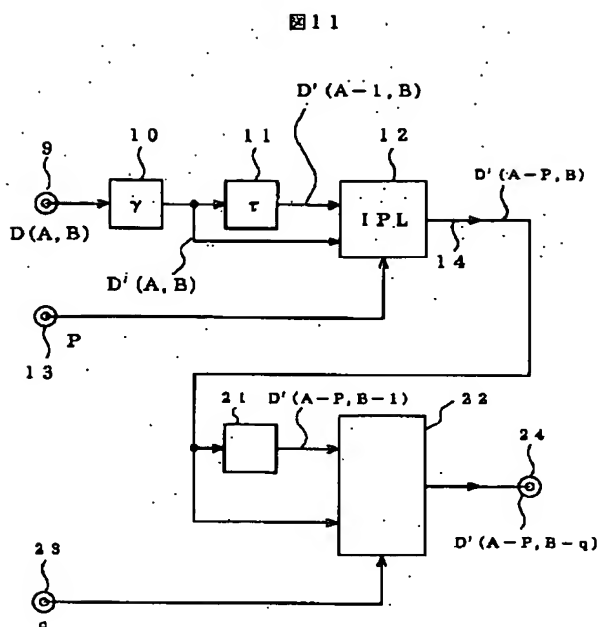 図11
D'(A-1, B)
9
10
11
12
D'(A-P, B)
γ
τ
IPL
D(A, B)
14
D'(A, B)
13
P
21
D'(A-P, B-1)
22
24
D'(A-P, B-q)
23